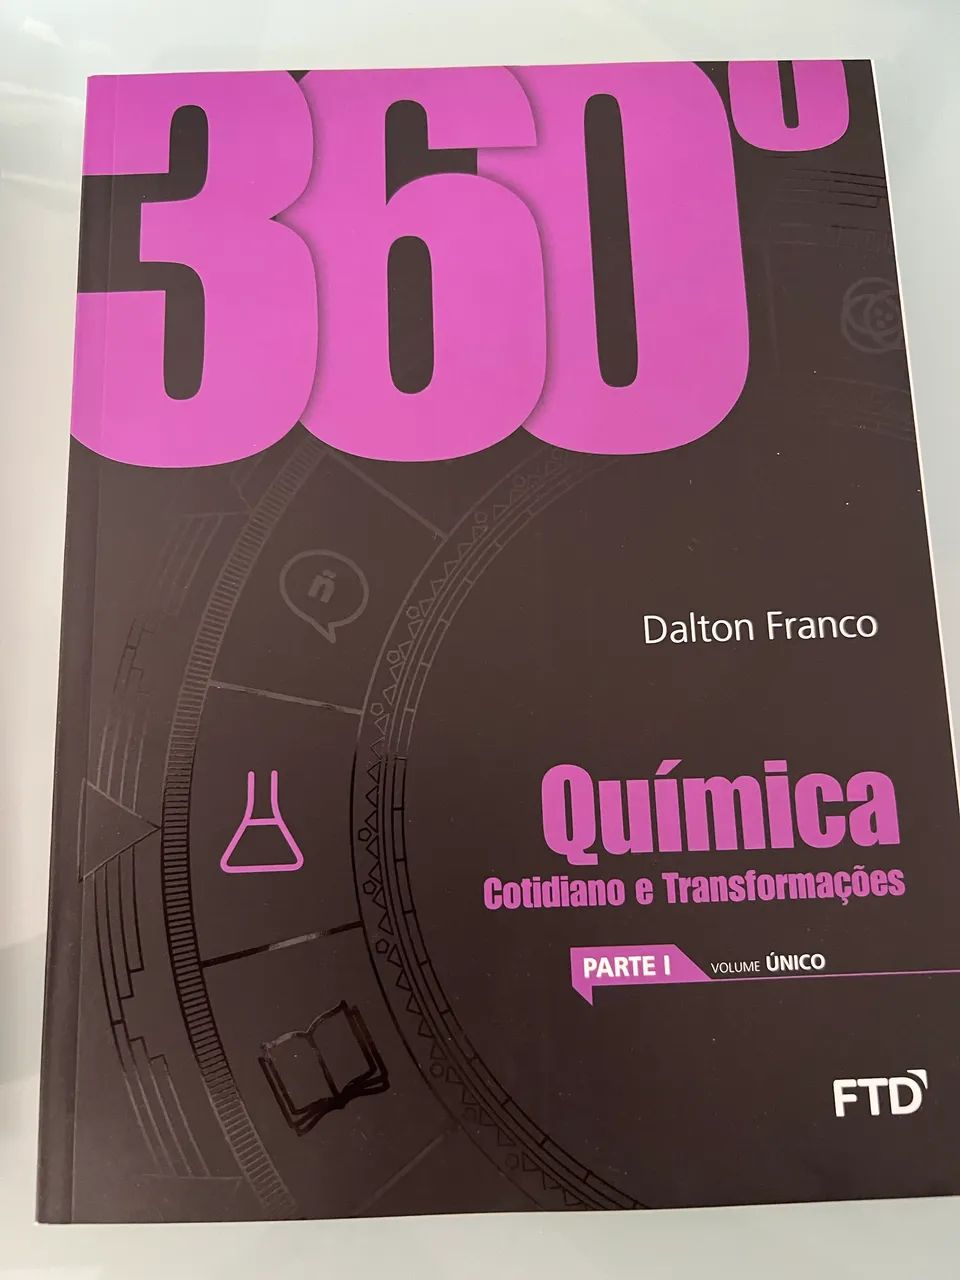 360°
ñ
Dalton Franco
Química
Cotidiano e Transformações
PARTE I VOLUME ÚNICO
FTD